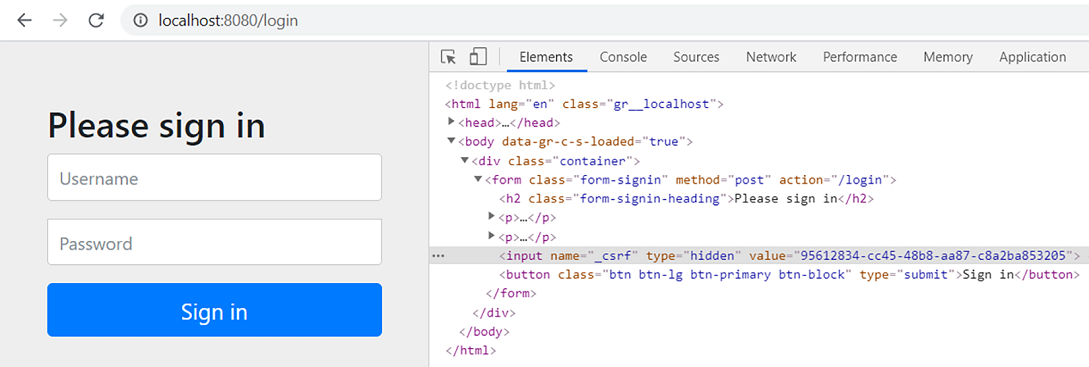 localhost:8080/login
Elements Console Sources Network Performance Memory Application
Please sign in
Username
Password
Sign in
<!doctype html>
<html lang="en" class="gr__localhost">
<head>…</head>
<body data-gr-c-s-loaded="true">
<div class="container">
<form class="form-signin" method="post" action="/login">
<h2 class="form-signin-heading">Please sign in</h2>
<p>…</p>
<p>…</p>
<input name="_csrf" type="hidden" value="95612834-cc45-48b8-aa87-c8a2ba853205">
<button class="btn btn-lg btn-primary btn-block" type="submit">Sign in</button>
</form>
</div>
</body>
</html>